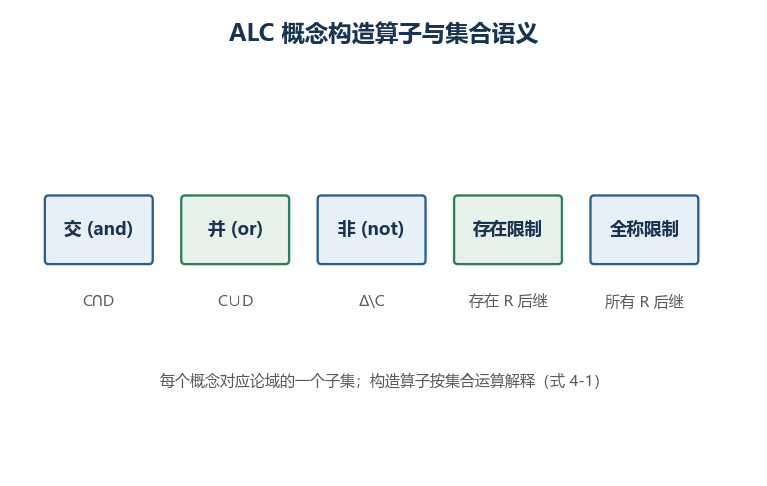 ALC 概念构造算子与集合语义
交 (and) 并 (or) 非 (not) 存在限制 全称限制
C∩D C∪D Δ\C 存在 R 后继 所有 R 后继
每个概念对应论域的一个子集；构造算子按集合运算解释（式 4-1）